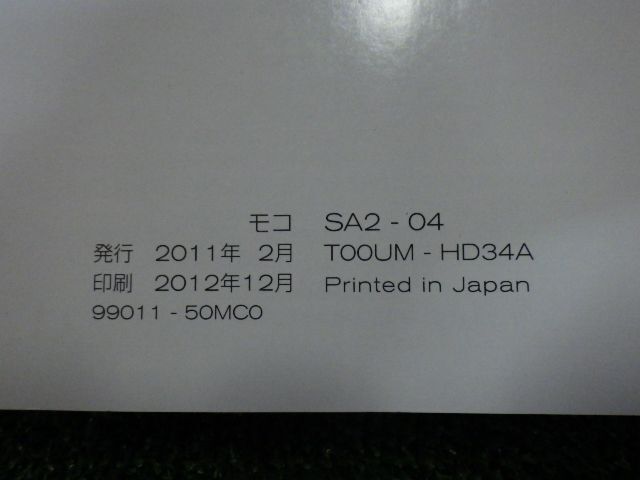 モコ SA2 - 04
発行 2011年 2月 T00UM - HD34A
印刷 2012年12月 Printed in Japan
99011 - 50MC0